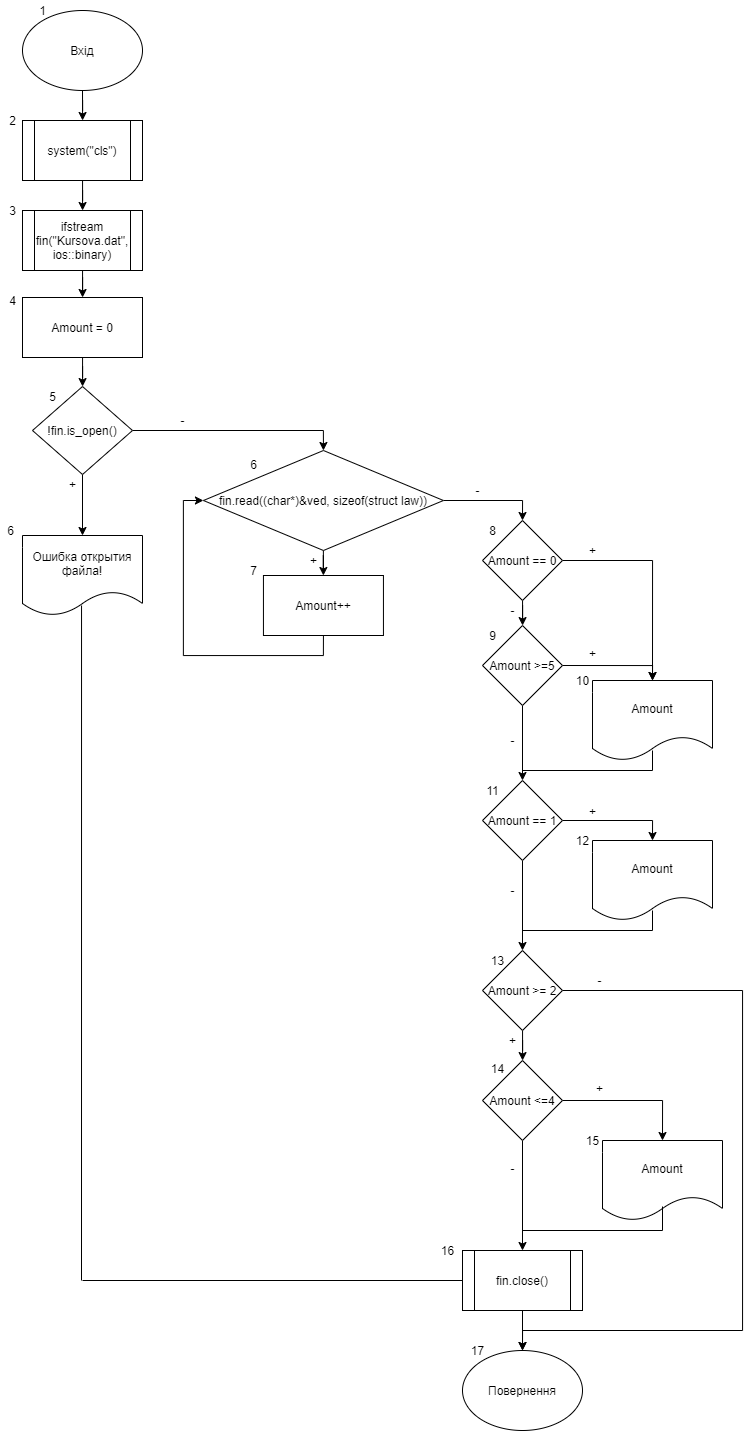 1
Вхід
2
system("cls")
3
ifstream
fin("Kursova.dat",
ios::binary)
4
Amount = 0
5
!fin.is_open()
-
+
6
Ошибка открытия
файла!
6
fin.read((char*)&ved, sizeof(struct law))
-
+
7
Amount++
8
Amount == 0
+
-
9
Amount >=5
+
-
10
Amount
11
Amount == 1
+
-
12
Amount
13
Amount >= 2
-
+
14
Amount <=4
+
-
15
Amount
16
fin.close()
17
Повернення